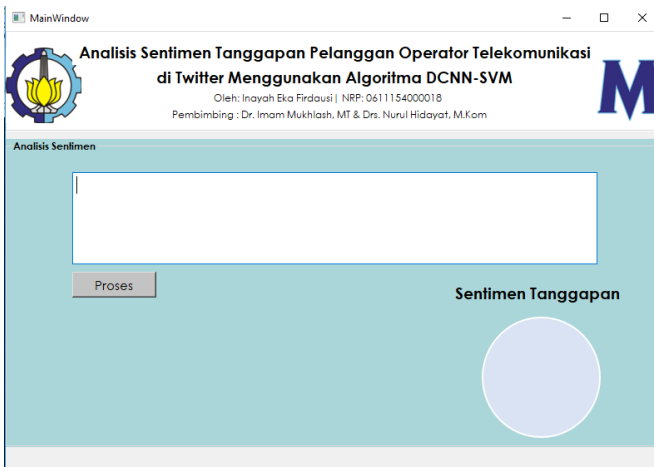 MainWindow
Analisis Sentimen Tanggapan Pelanggan Operator Telekomunikasi
di Twitter Menggunakan Algoritma DCNN-SVM
Oleh: Inayah Eka Firdausi | NRP: 0611154000018
Pembimbing : Dr. Imam Mukhlash, MT & Drs. Nurul Hidayat, M.Kom
M
Analisis Sentimen
Proses
Sentimen Tanggapan